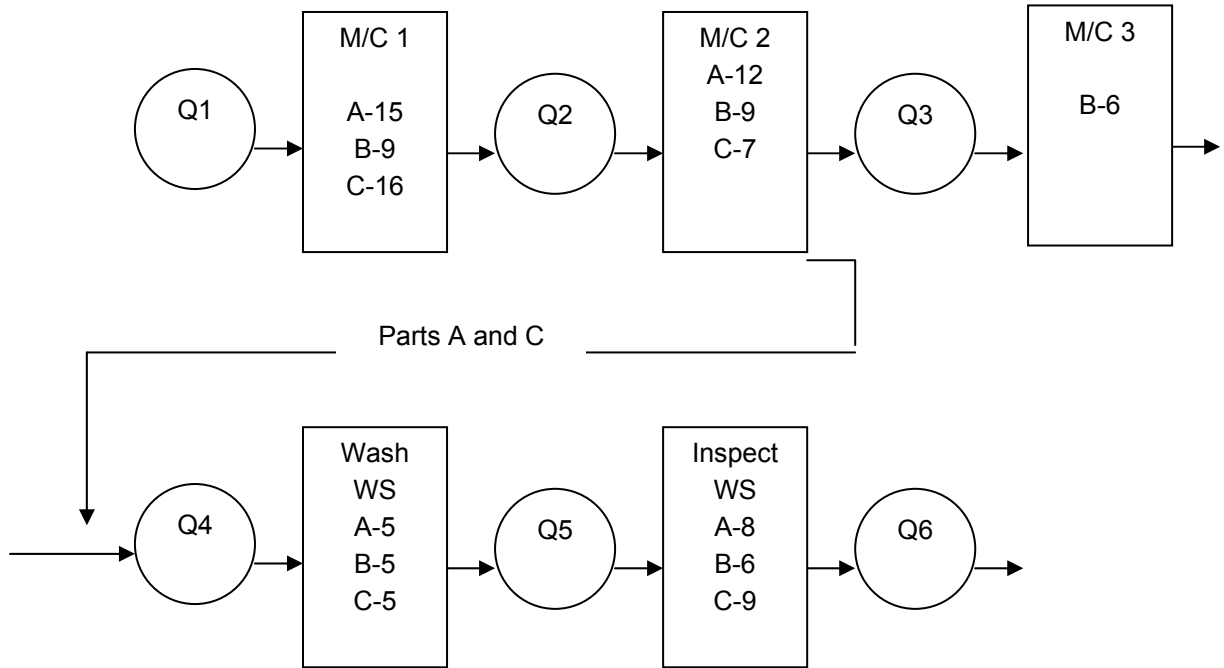 Q1
M/C 1
A-15
B-9
C-16
Q2
M/C 2
A-12
B-9
C-7
Q3
M/C 3
B-6
Parts A and C
Q4
Wash
WS
A-5
B-5
C-5
Q5
Inspect
WS
A-8
B-6
C-9
Q6